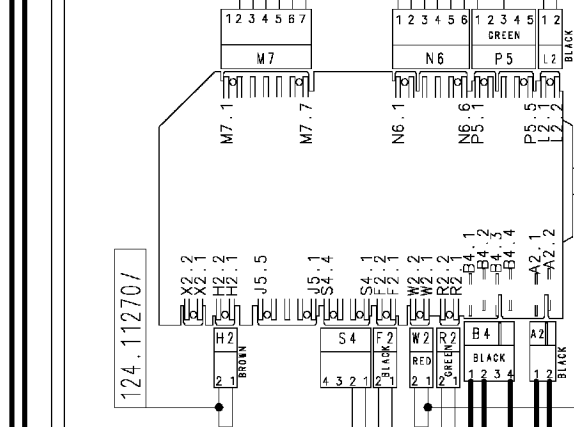 1 2 3 4 5 6 7
1 2 3 4 5 6
1 2 3 4 5
1 2
GREEN
BLACK
M7
N6
P5
L2
M7.1
M7.7
N6.1
N6.6
P5.1
P5.5
L2.1
L2.2
B4.1
B4.2
B4.3
B4.4
A2.1
A2.2
X2.2
X2.1
H2.2
H2.1
J5.5
J5.1
S4.4
S4.1
F2.2
F2.1
W2.2
W2.1
R2.2
R2.1
124.11270/
H2
BROWN
2 1
S4
4 3 2 1
F2
BLACK
2 1
W2
RED
2 1
R2
GREEN
2 1
B4
BLACK
1 2 3 4
A2
BLACK
1 2